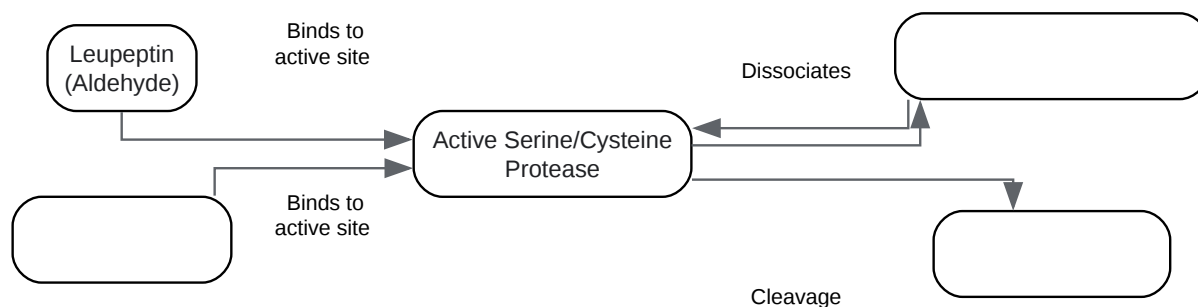 Leupeptin
(Aldehyde)
Binds to
active site
Dissociates
Active Serine/Cysteine
Protease
Binds to
active site
Cleavage